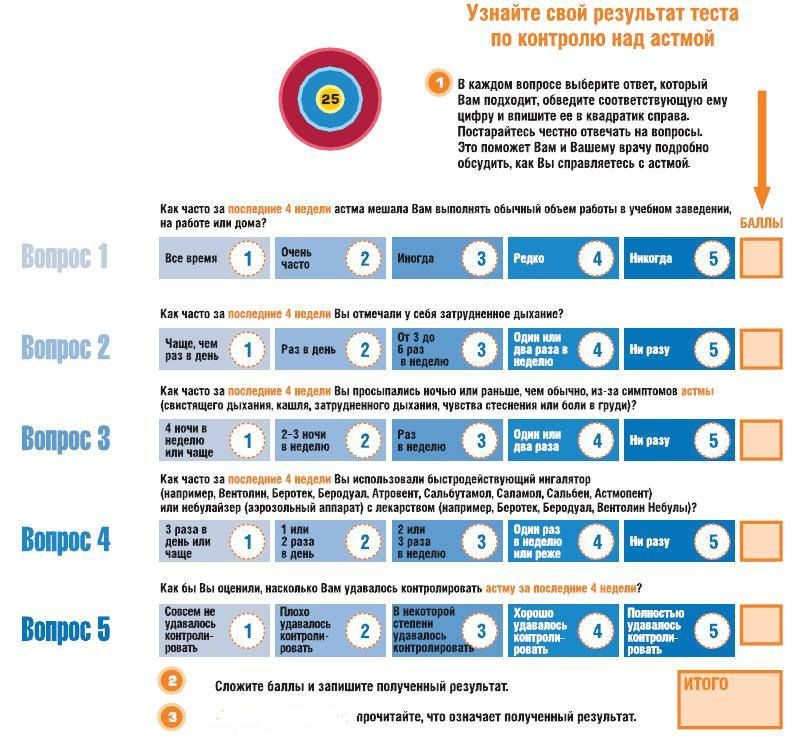 Узнайте свой результат теста
по контролю над астмой
25
1
В каждом вопросе выберите ответ, который
Вам подходит, обведите соответствующую ему
цифру и впишите ее в квадратик справа.
Постарайтесь честно отвечать на вопросы.
Это поможет Вам и Вашему врачу подробно
обсудить, как Вы справляетесь с астмой.
БАЛЛЫ
Как часто за последние 4 недели астма мешала Вам выполнять обычный объем работы в учебном заведении,
на работе или дома?
Вопрос 1
Все время 1
Очень
часто 2
Иногда 3
Редко 4
Никогда 5
Как часто за последние 4 недели Вы отмечали у себя затрудненное дыхание?
Вопрос 2
Чаще, чем
раз в день 1
Раз в день 2
От 3 до
6 раз
в неделю 3
Один или
два раза в
неделю 4
Ни разу 5
Как часто за последние 4 недели Вы просыпались ночью или раньше, чем обычно, из-за симптомов астмы
(свистящего дыхания, кашля, затрудненного дыхания, чувства стеснения или боли в груди)?
Вопрос 3
4 ночи в
неделю
или чаще 1
2–3 ночи
в неделю 2
Раз
в неделю 3
Один или
два раза 4
Ни разу 5
Как часто за последние 4 недели Вы использовали быстродействующий ингалятор
(например, Вентолин, Беротек, Беродуал, Атровент, Сальбутамол, Саламол, Сальбен, Астмопент)
или небулайзер (аэрозольный аппарат) с лекарством (например, Беротек, Беродуал, Вентолин Небулы)?
Вопрос 4
3 раза в
день или
чаще 1
1 или
2 раза
в день 2
2 или
3 раза
в неделю 3
Один раз
в неделю
или реже 4
Ни разу 5
Как бы Вы оценили, насколько Вам удавалось контролировать астму за последние 4 недели?
Вопрос 5
Совсем не
удавалось
контроли-
ровать 1
Плохо
удавалось
контроли-
ровать 2
В некоторой
степени
удавалось
контролировать 3
Хорошо
удавалось
контроли-
ровать 4
Полностью
удавалось
контроли-
ровать 5
2
Сложите баллы и запишите полученный результат.
ИТОГО
3
прочитайте, что означает полученный результат.